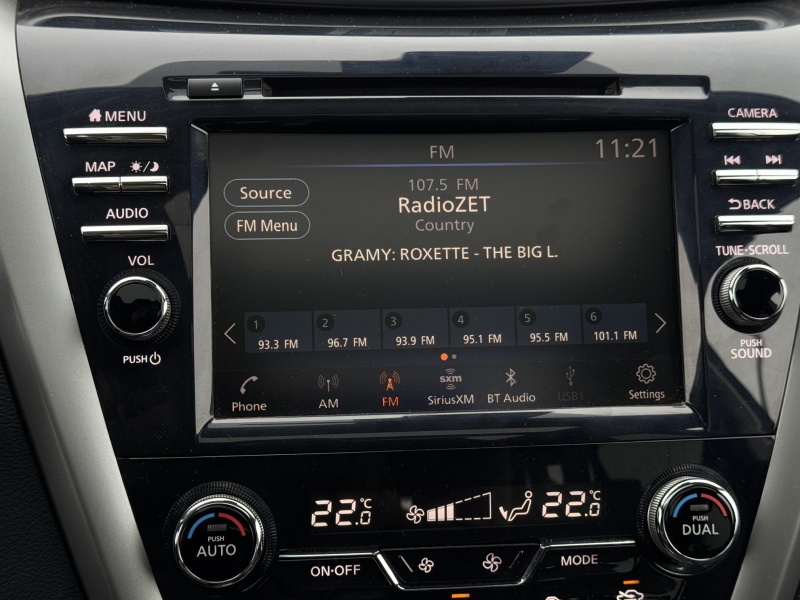 MENU
MAP
AUDIO
VOL
PUSH
FM
11:21
Source
FM Menu
107.5 FM
RadioZET
Country
GRAMY: ROXETTE - THE BIG L.
1 93.3 FM
2 96.7 FM
3 93.9 FM
4 95.1 FM
5 95.5 FM
6 101.1 FM
Phone
AM
FM
sxm
SiriusXM
BT Audio
USB1
Settings
CAMERA
BACK
TUNE·SCROLL
PUSH
SOUND
PUSH
AUTO
22.0°C
22.0°C
PUSH
DUAL
ON·OFF
MODE